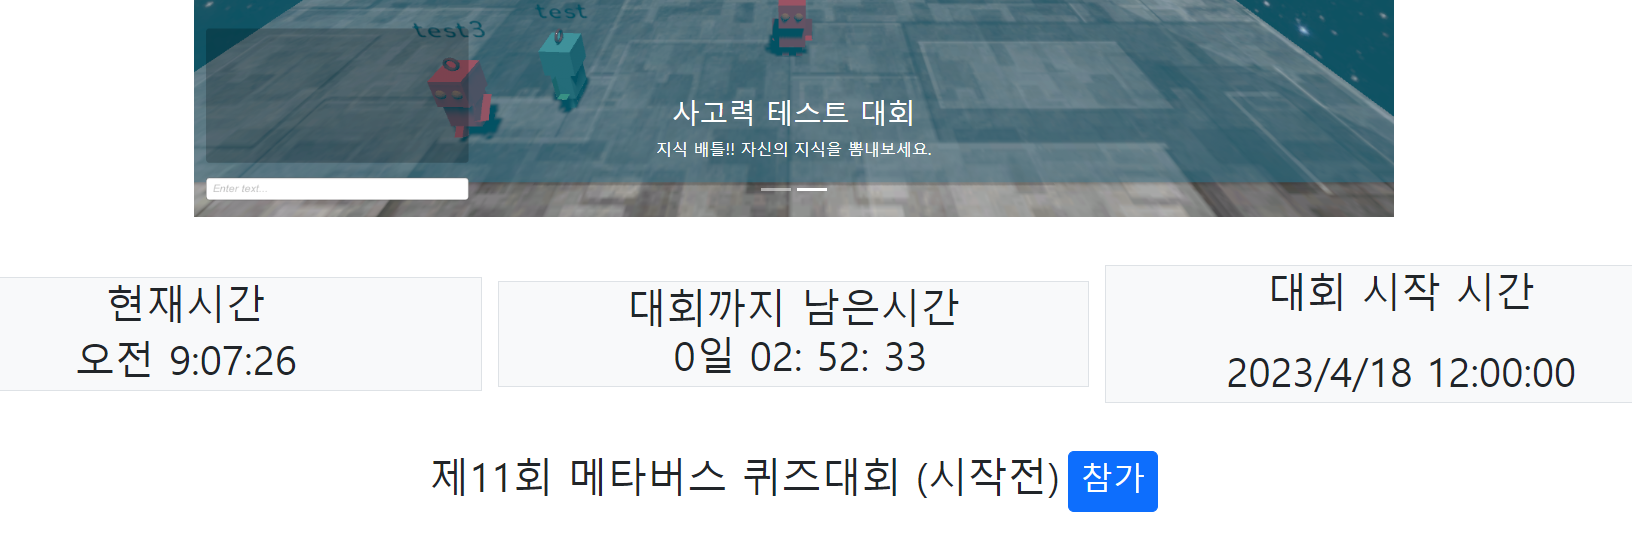 test
test3
사고력 테스트 대회
지식 배틀!! 자신의 지식을 뽐내보세요.
Enter text...
현재시간
오전 9:07:26
대회까지 남은시간
0일 02: 52: 33
대회 시작 시간
2023/4/18 12:00:00
제11회 메타버스 퀴즈대회 (시작전) 참가